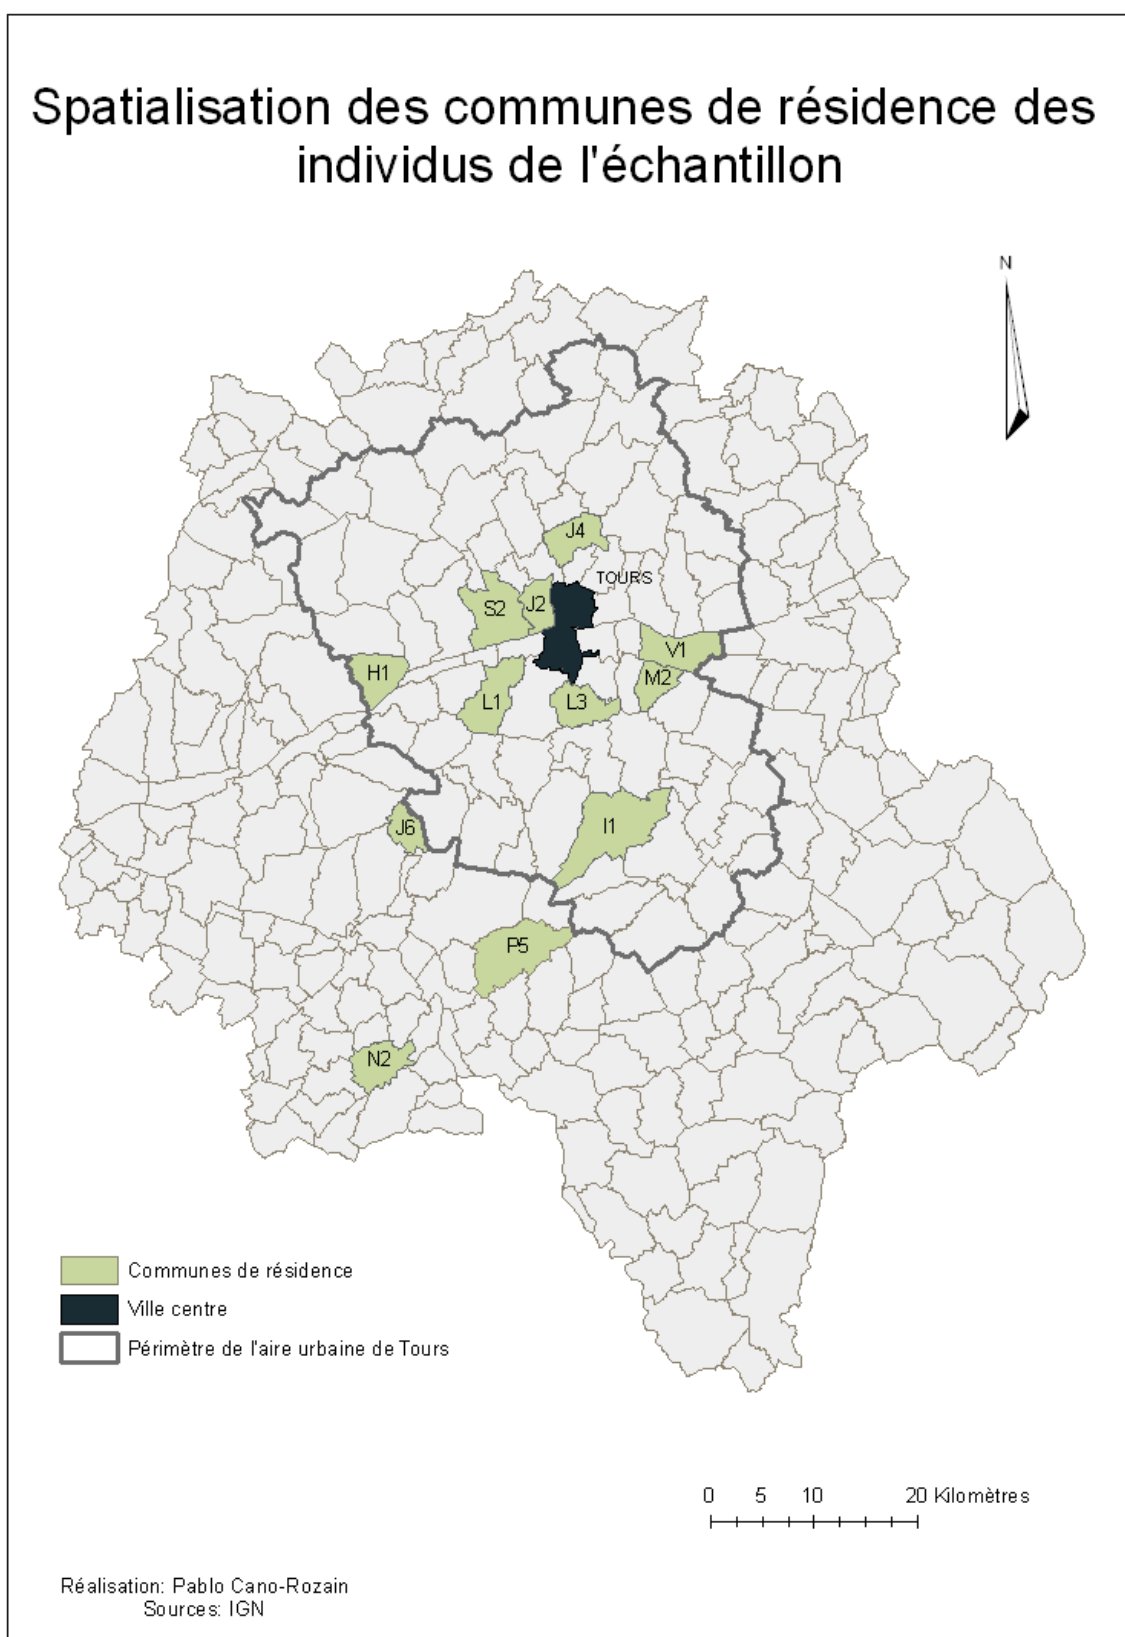 Spatialisation des communes de résidence des
individus de l'échantillon
N
J4
TOURS
S2
J2
V1
H1
M2
L1
L3
J6
I1
P5
N2
Communes de résidence
Ville centre
Périmètre de l'aire urbaine de Tours
0 5 10 20 Kilomètres
Réalisation: Pablo Cano-Rozain
Sources: IGN